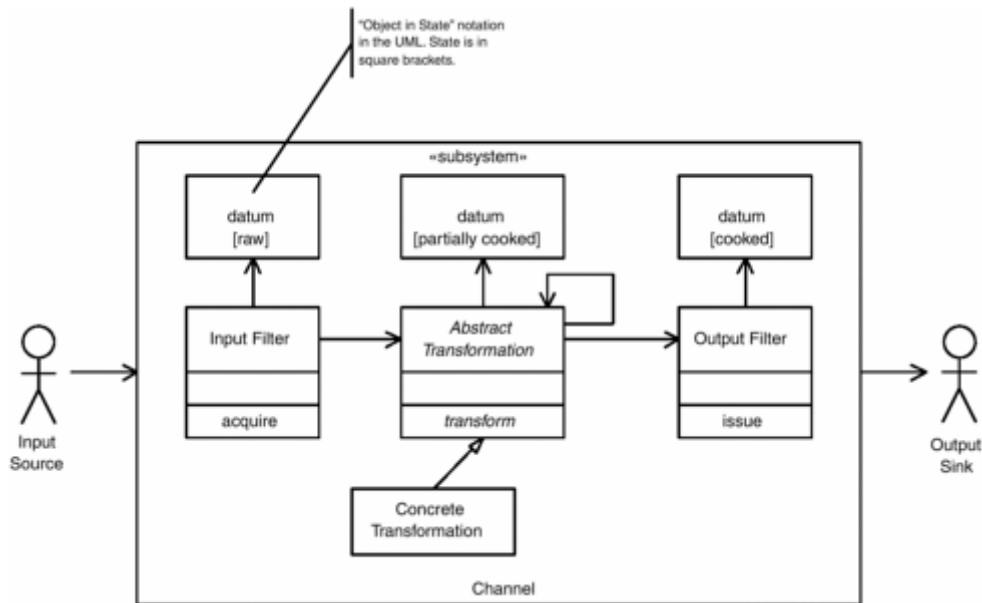 "Object in State" notation
in the UML. State is in
square brackets.
«subsystem»
datum
[raw]
datum
[partially cooked]
datum
[cooked]
Input Filter
acquire
Abstract
Transformation
transform
Output Filter
issue
Input
Source
Output
Sink
Concrete
Transformation
Channel